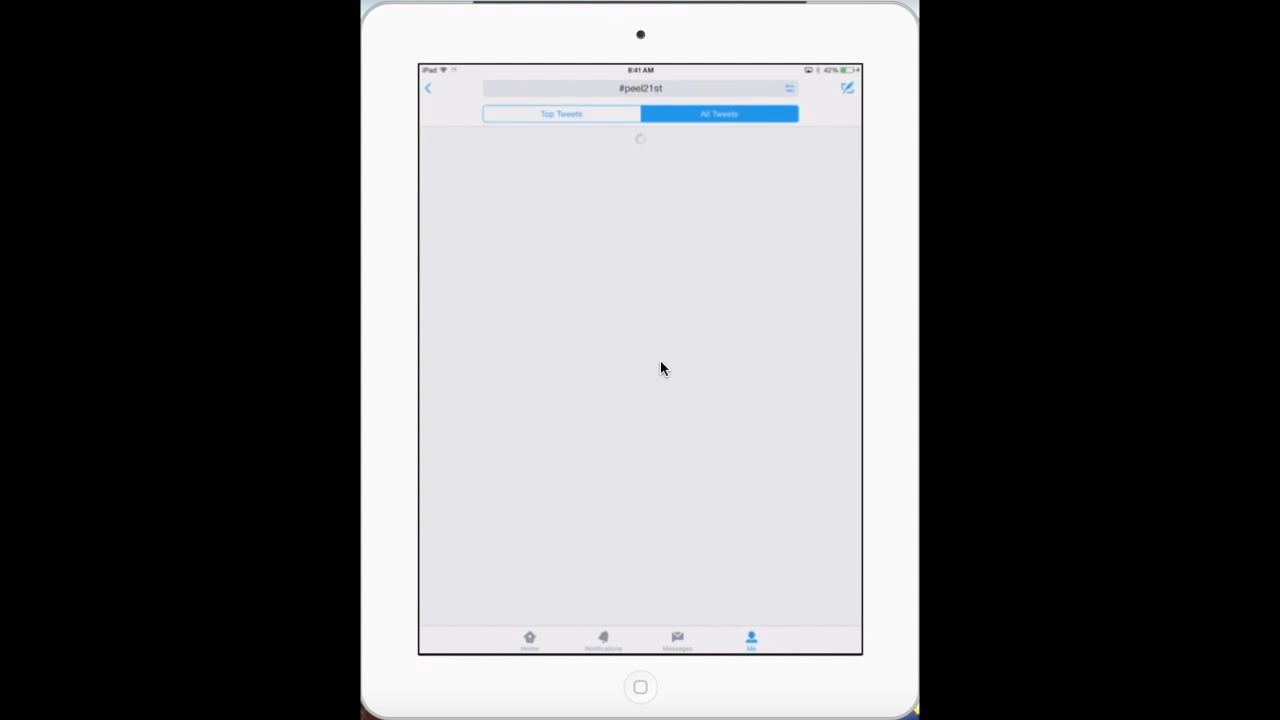 iPad 8:41 AM 42%
#peel21st
Top Tweets All Tweets
Home Notifications Messages Me